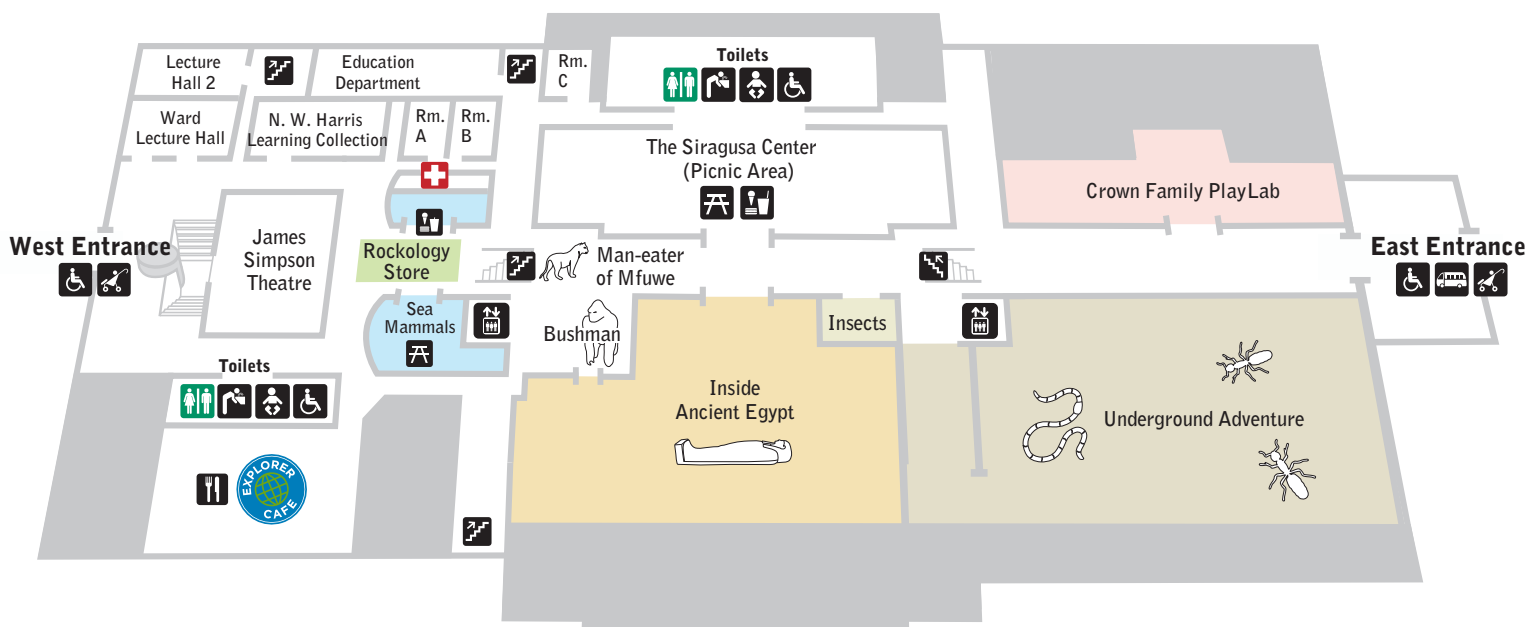 Lecture
Hall 2
Education
Department
Rm.
C
Toilets
Ward
Lecture Hall
N. W. Harris
Learning Collection
Rm.
A
Rm.
B
The Siragusa Center
(Picnic Area)
Crown Family PlayLab
West Entrance
James
Simpson
Theatre
Rockology
Store
Man-eater
of Mfuwe
East Entrance
Sea
Mammals
Bushman
Insects
Toilets
Inside
Ancient Egypt
Underground Adventure
EXPLORER
CAFE